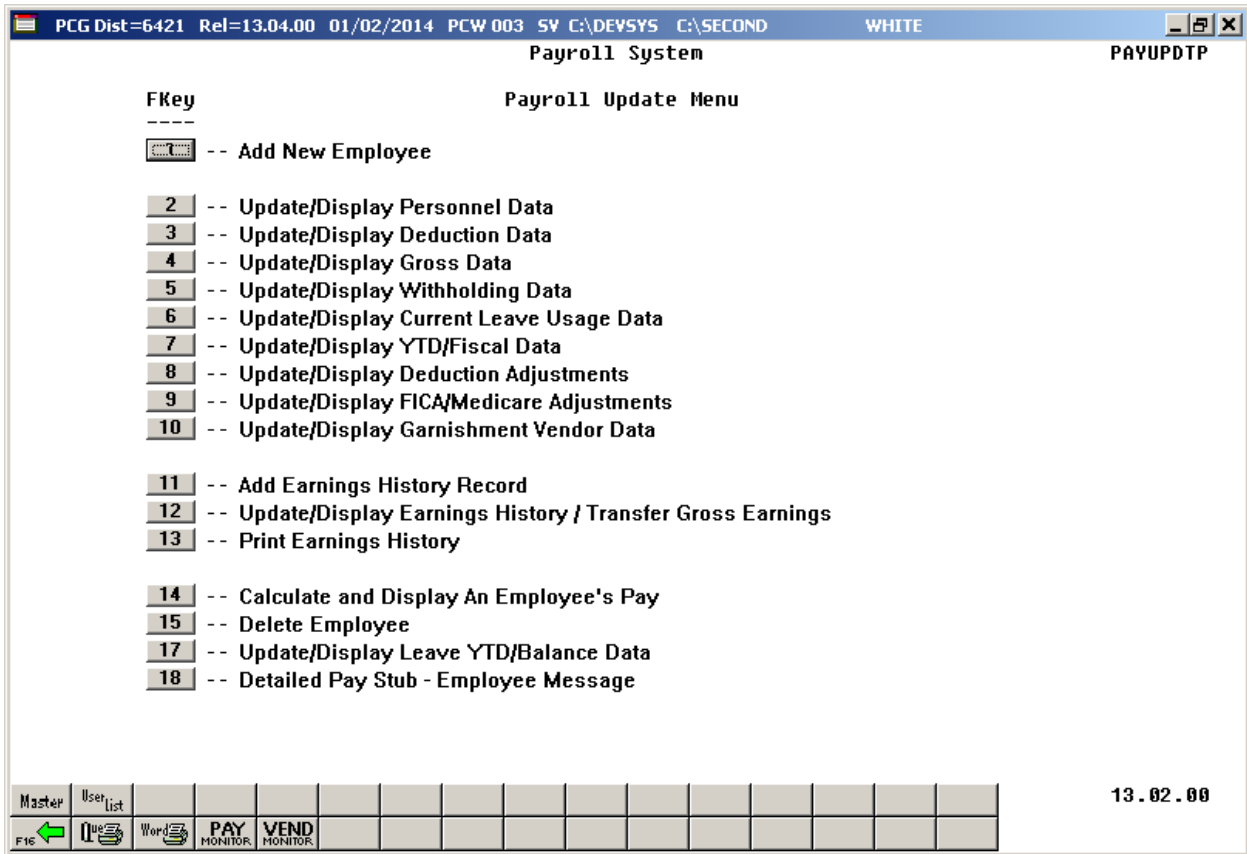 PCG Dist=6421 Rel=13.04.00 01/02/2014 PCW 003 SV C:\DEVSYS C:\SECOND WHITE
Payroll System PAYUPDTP
FKey Payroll Update Menu
----
1 -- Add New Employee
2 -- Update/Display Personnel Data
3 -- Update/Display Deduction Data
4 -- Update/Display Gross Data
5 -- Update/Display Withholding Data
6 -- Update/Display Current Leave Usage Data
7 -- Update/Display YTD/Fiscal Data
8 -- Update/Display Deduction Adjustments
9 -- Update/Display FICA/Medicare Adjustments
10 -- Update/Display Garnishment Vendor Data
11 -- Add Earnings History Record
12 -- Update/Display Earnings History / Transfer Gross Earnings
13 -- Print Earnings History
14 -- Calculate and Display An Employee's Pay
15 -- Delete Employee
17 -- Update/Display Leave YTD/Balance Data
18 -- Detailed Pay Stub - Employee Message
Master User List 13.02.00
F16 Que Word PAY MONITOR VEND MONITOR